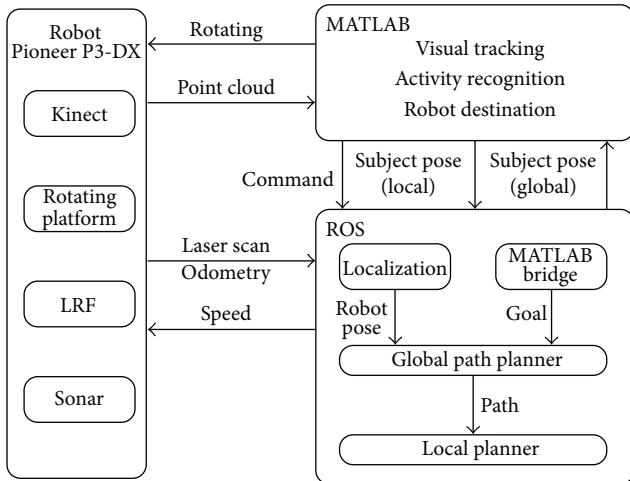 Robot
Pioneer P3-DX
Kinect
Rotating
platform
LRF
Sonar
Rotating
Point cloud
Laser scan
Odometry
Speed
MATLAB
Visual tracking
Activity recognition
Robot destination
Command
Subject pose
(local)
Subject pose
(global)
ROS
Localization
MATLAB
bridge
Robot
pose
Goal
Global path planner
Path
Local planner